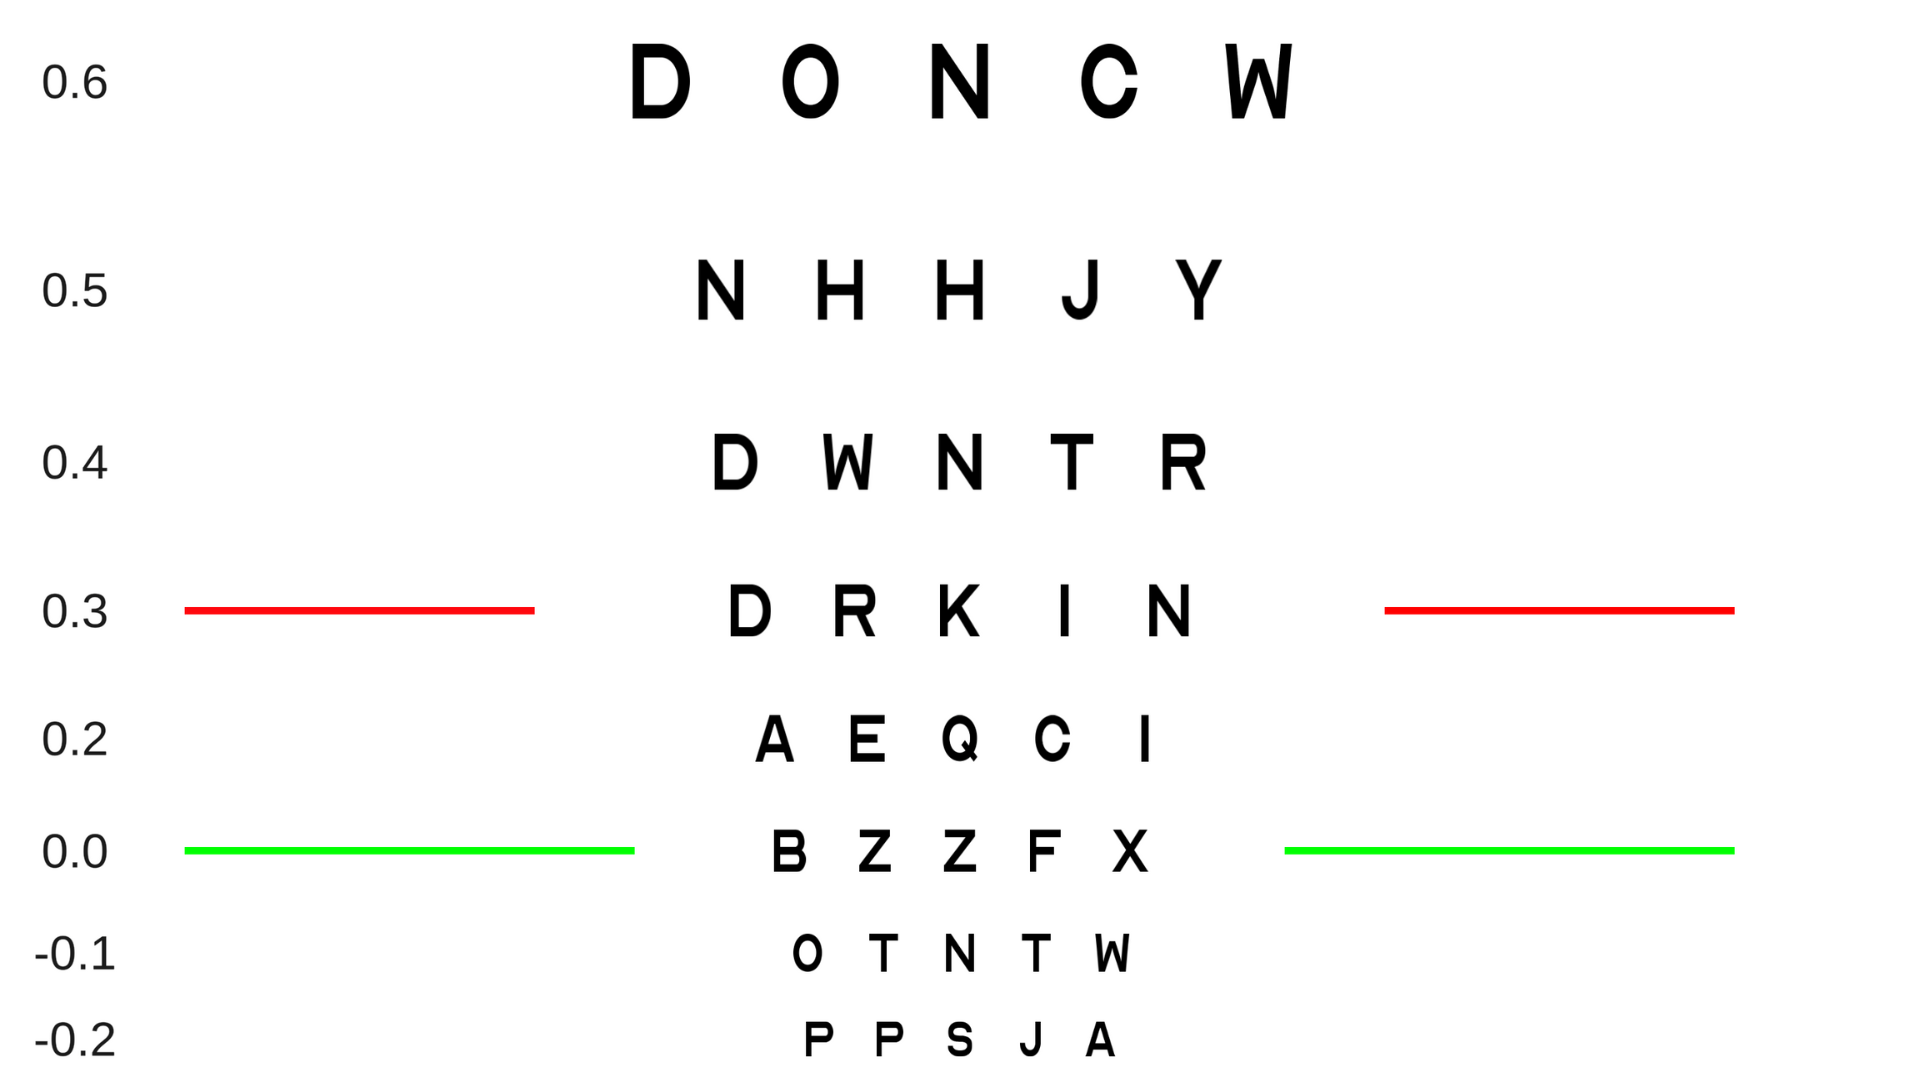 0.6 D O N C W
0.5 N H H J Y
0.4 D W N T R
0.3 D R K I N
0.2 A E Q C I
0.0 B Z Z F X
-0.1 O T N T W
-0.2 P P S J A